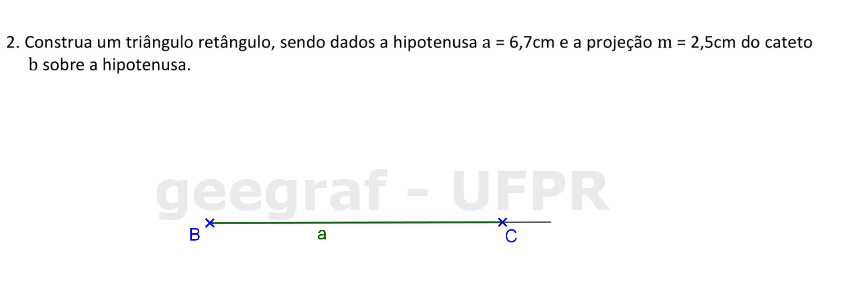 2. Construa um triângulo retângulo, sendo dados a hipotenusa a = 6,7cm e a projeção m = 2,5cm do cateto
b sobre a hipotenusa.
geegraf - UFPR
B a C